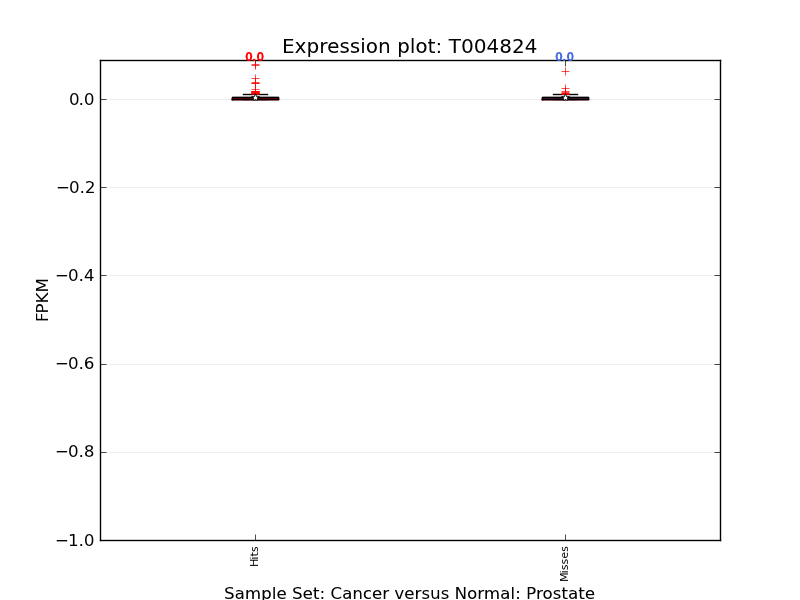 Expression plot: T004824
0.0 0.0
0.0
−0.2
−0.4
−0.6
−0.8
−1.0
FPKM
Hits Misses
Sample Set: Cancer versus Normal: Prostate